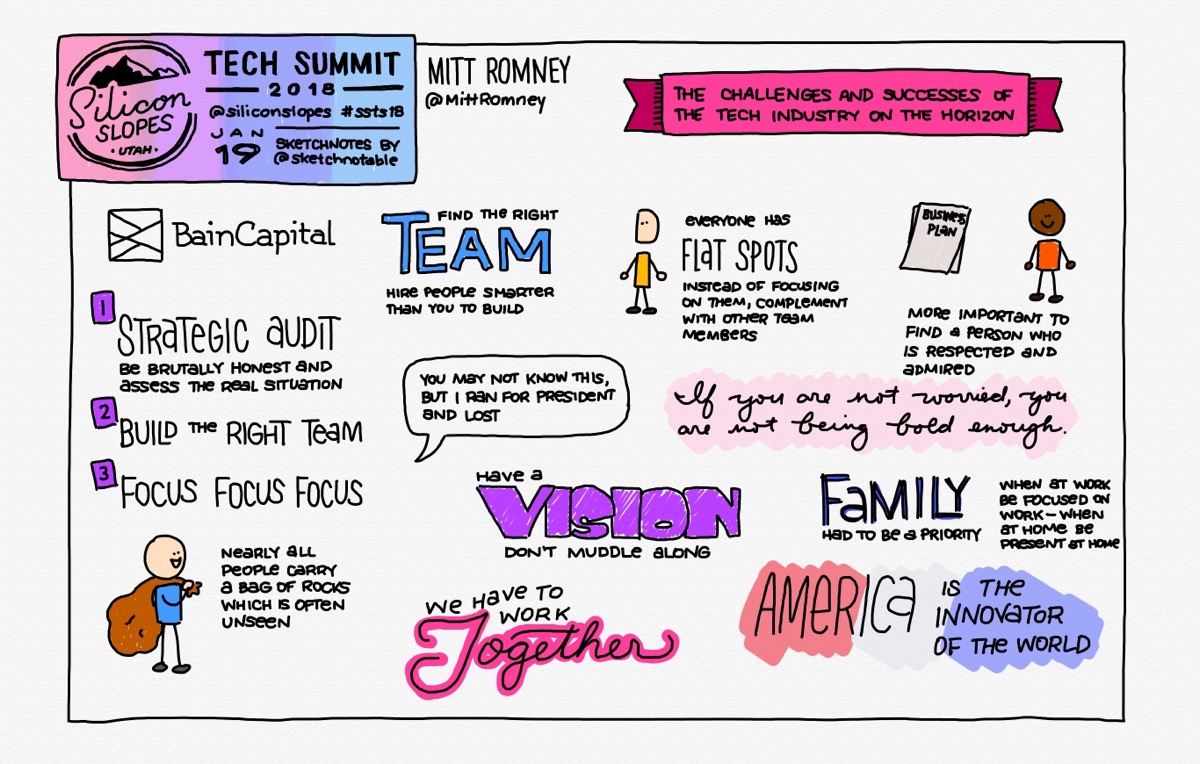 Silicon
SLOPES
• UTAH •
TECH SUMMIT
2018
@siliconslopes #ssts18
JAN
19
SKETCHNOTES BY
@sketchnotable
MITT ROMNEY
@MittRomney
THE CHALLENGES AND SUCCESSES OF
THE TECH INDUSTRY ON THE HORIZON
BainCapital
1
STRATEGIC AUDIT
BE BRUTALLY HONEST AND
ASSESS THE REAL SITUATION
2
BUILD THE RIGHT TEAM
3
FOCUS FOCUS FOCUS
NEARLY ALL
PEOPLE CARRY
A BAG OF ROCKS
WHICH IS OFTEN
UNSEEN
FIND THE RIGHT
TEAM
HIRE PEOPLE SMARTER
THAN YOU TO BUILD
EVERYONE HAS
FLAT SPOTS
INSTEAD OF FOCUSING
ON THEM, COMPLEMENT
WITH OTHER TEAM
MEMBERS
BUSINESS
PLAN
MORE IMPORTANT TO
FIND A PERSON WHO
IS RESPECTED AND
ADMIRED
YOU MAY NOT KNOW THIS,
BUT I RAN FOR PRESIDENT
AND LOST
If you are not worried, you
are not being bold enough.
HAVE A
VISION
DON'T MUDDLE ALONG
FAMILY
HAD TO BE A PRIORITY
WHEN AT WORK
BE FOCUSED ON
WORK – WHEN
AT HOME BE
PRESENT AT HOME
WE HAVE TO
WORK
Together
AMERICA
IS THE
INNOVATOR
OF THE WORLD